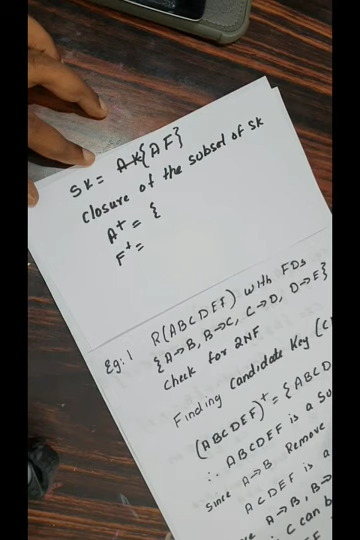 SK = AK{AF}
closure of the subset of SK
A+ = {
F+ =
Eg:1 R(ABCDEF) with FDs
{A→B, B→C, C→D, D→E}
check for 2NF
Finding Candidate Key (C
(ABCDEF)+ = {ABCD
∴ ABCDEF is a Su
Since A→B Remove
ACDEF is a
A→B, B→
C can b